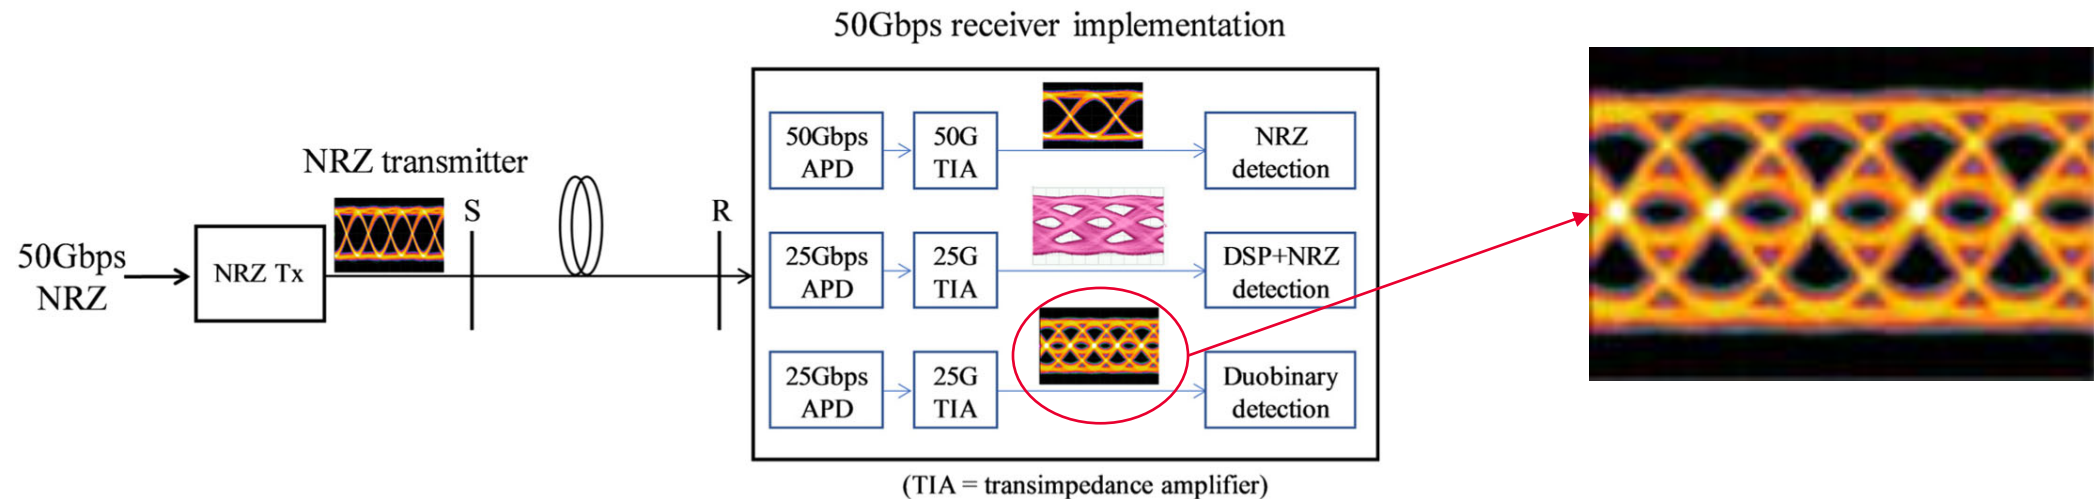 50Gbps receiver implementation
50Gbps
NRZ
NRZ Tx
NRZ transmitter
S
R
50Gbps
APD
50G
TIA
NRZ
detection
25Gbps
APD
25G
TIA
DSP+NRZ
detection
25Gbps
APD
25G
TIA
Duobinary
detection
(TIA = transimpedance amplifier)